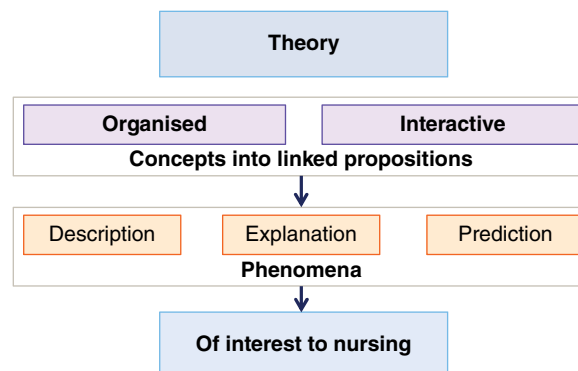 Theory
Organised
Interactive
Concepts into linked propositions
Description
Explanation
Prediction
Phenomena
Of interest to nursing